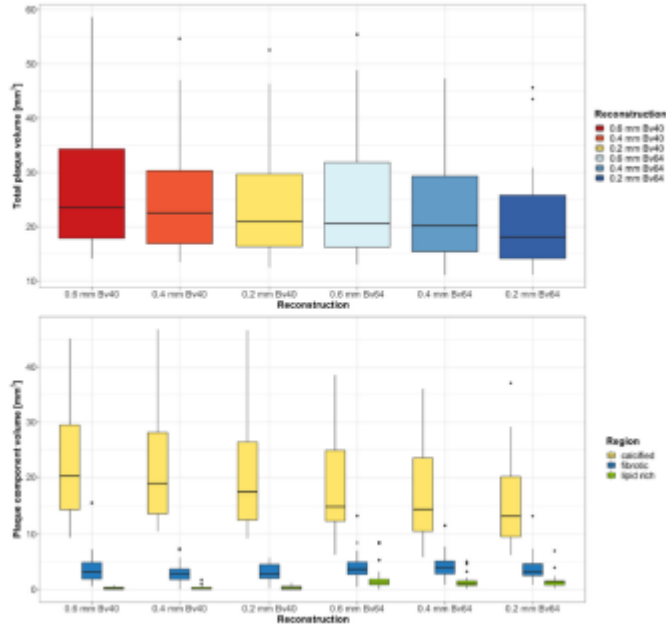 60
50
40
30
20
10
Total plaque volume [mm³]
0.6 mm Bv40 0.4 mm Bv40 0.2 mm Bv40 0.6 mm Bv64 0.4 mm Bv64 0.2 mm Bv64
Reconstruction
Reconstruction
0.6 mm Bv40
0.4 mm Bv40
0.2 mm Bv40
0.6 mm Bv64
0.4 mm Bv64
0.2 mm Bv64
40
30
20
10
0
Plaque component volume [mm³]
0.6 mm Bv40 0.4 mm Bv40 0.2 mm Bv40 0.6 mm Bv64 0.4 mm Bv64 0.2 mm Bv64
Reconstruction
Region
calcified
fibrotic
lipid rich